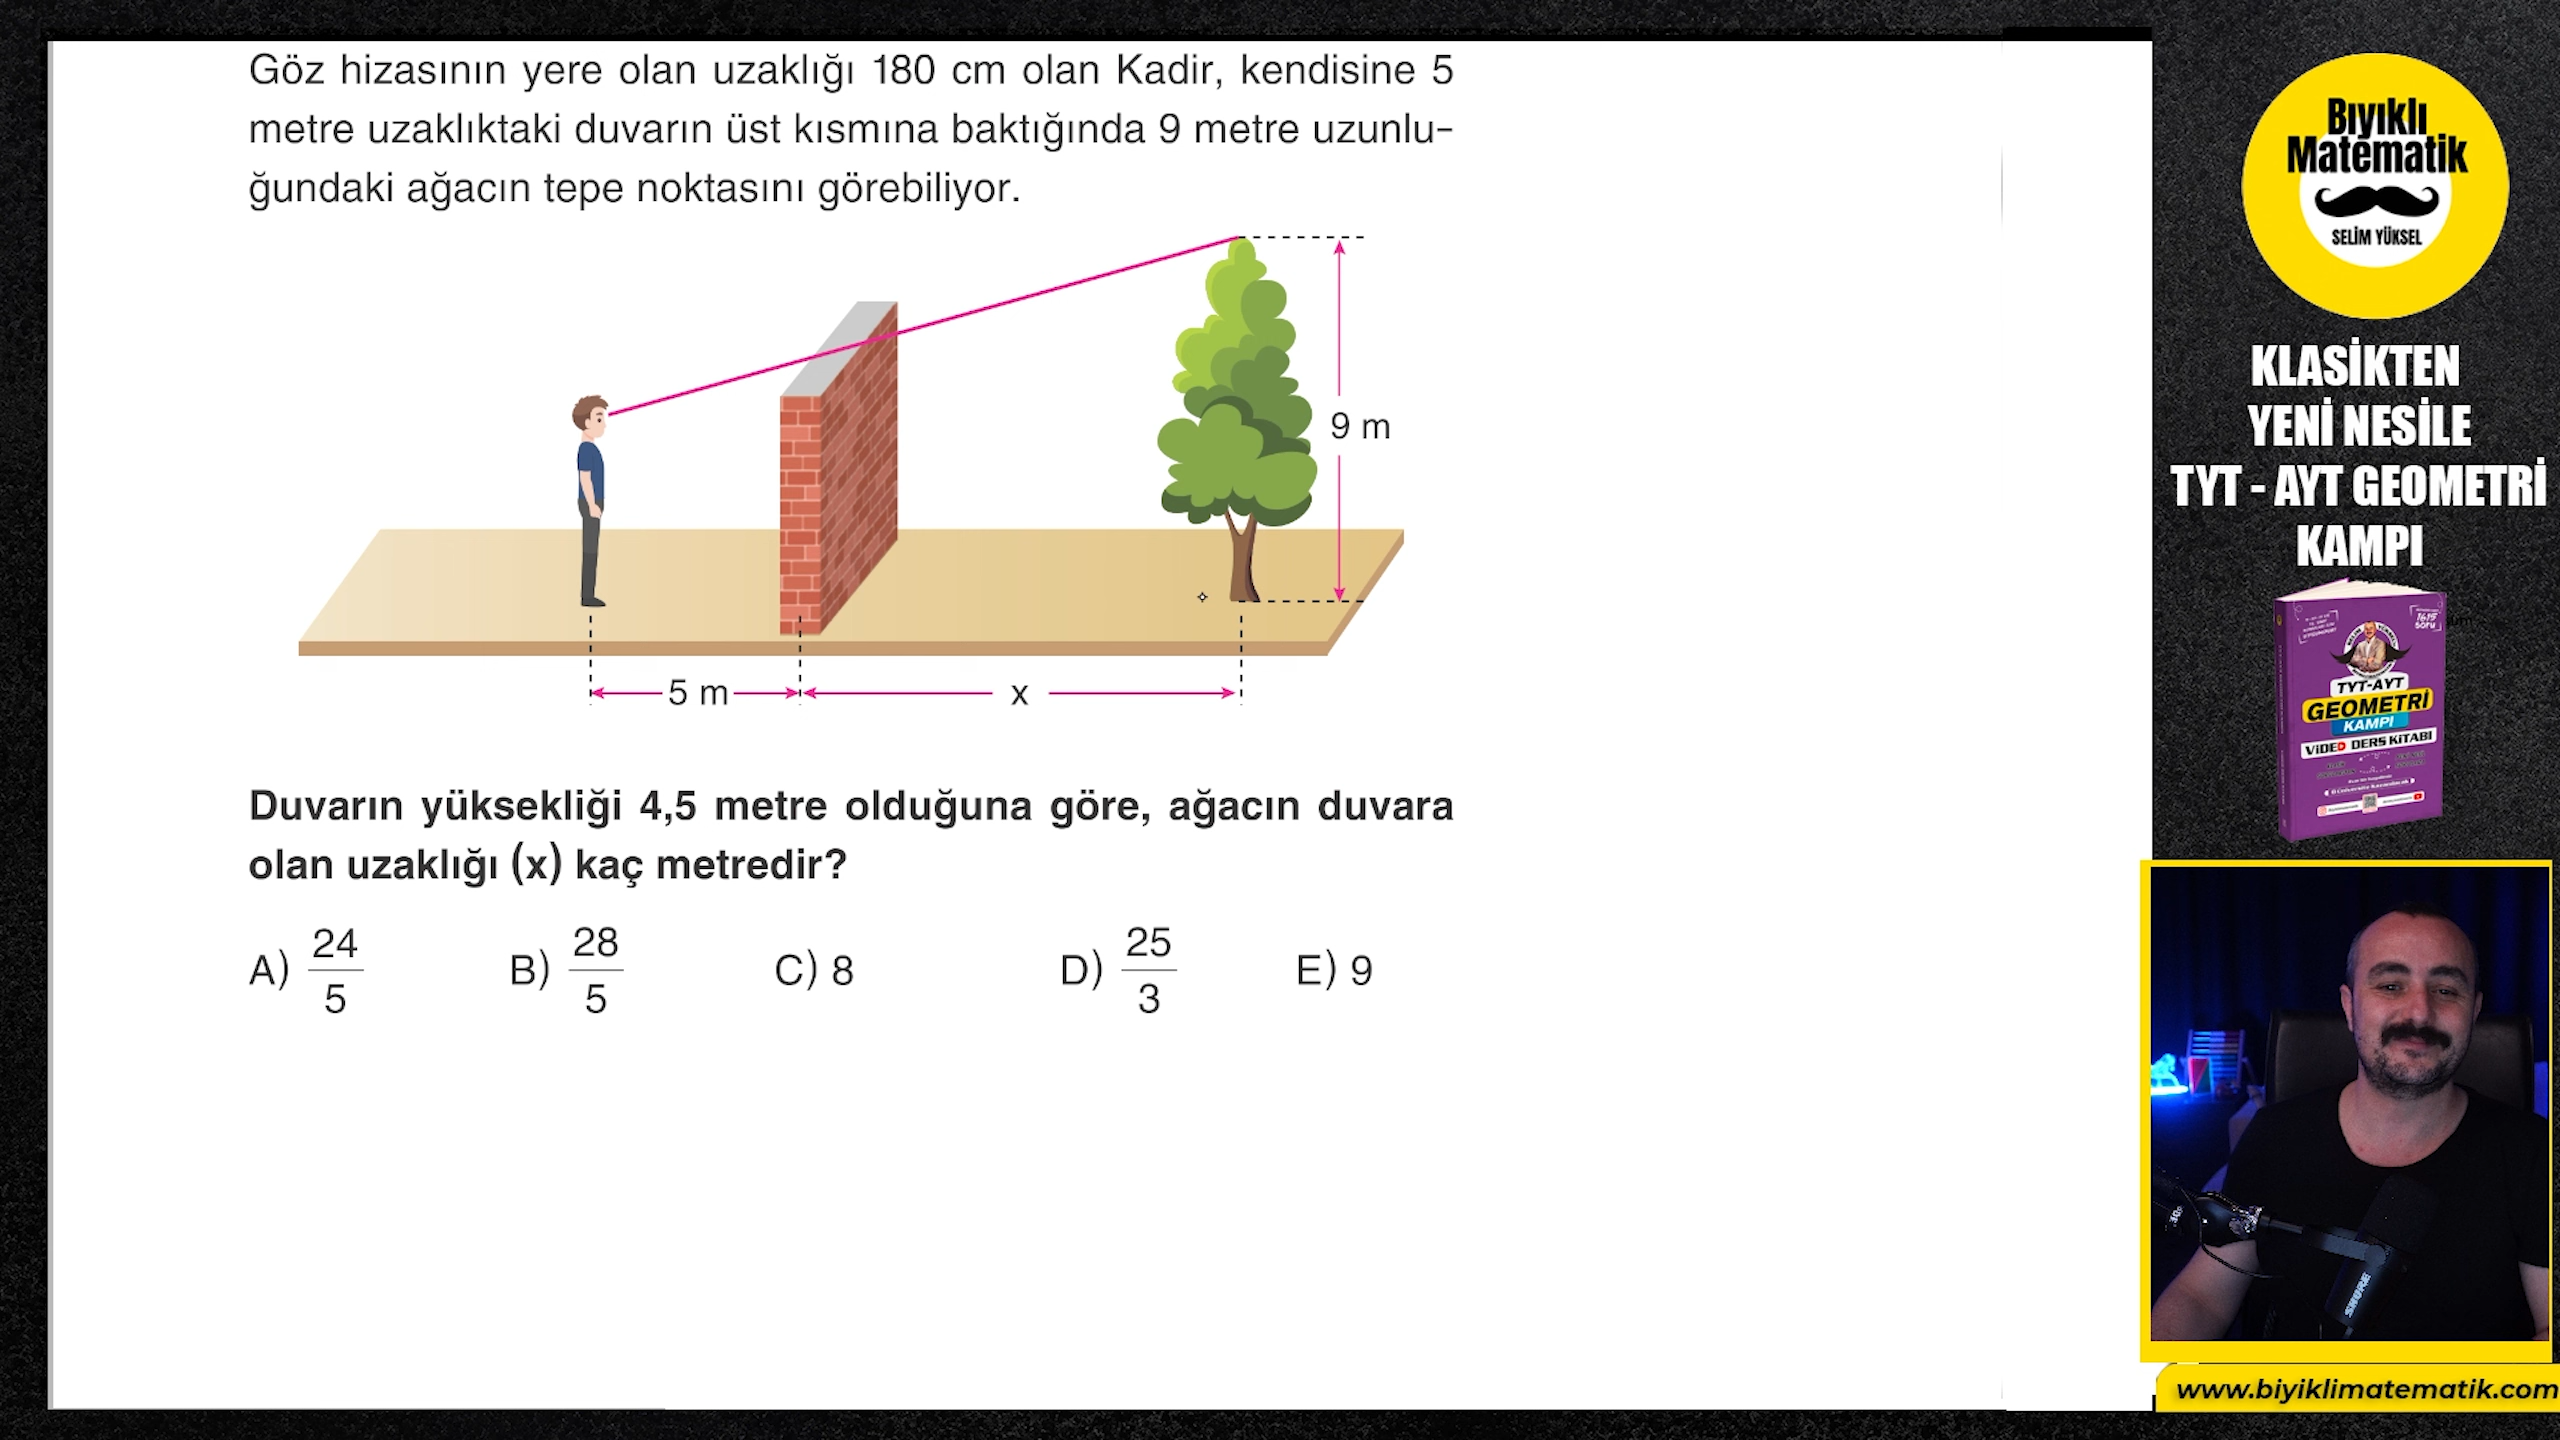 Göz hizasının yere olan uzaklığı 180 cm olan Kadir, kendisine 5
metre uzaklıktaki duvarın üst kısmına baktığında 9 metre uzunlu-
ğundaki ağacın tepe noktasını görebiliyor.
9 m
5 m
x
Duvarın yüksekliği 4,5 metre olduğuna göre, ağacın duvara
olan uzaklığı (x) kaç metredir?
A) 24/5 B) 28/5 C) 8 D) 25/3 E) 9
Bıyıklı
Matematik
SELİM YÜKSEL
KLASİKTEN
YENİ NESİLE
TYT - AYT GEOMETRİ
KAMPI
1615
soru
TYT-AYT
GEOMETRİ
KAMPI
VİDEO DERS KİTABI
SHURE
www.biyiklimatematik.com